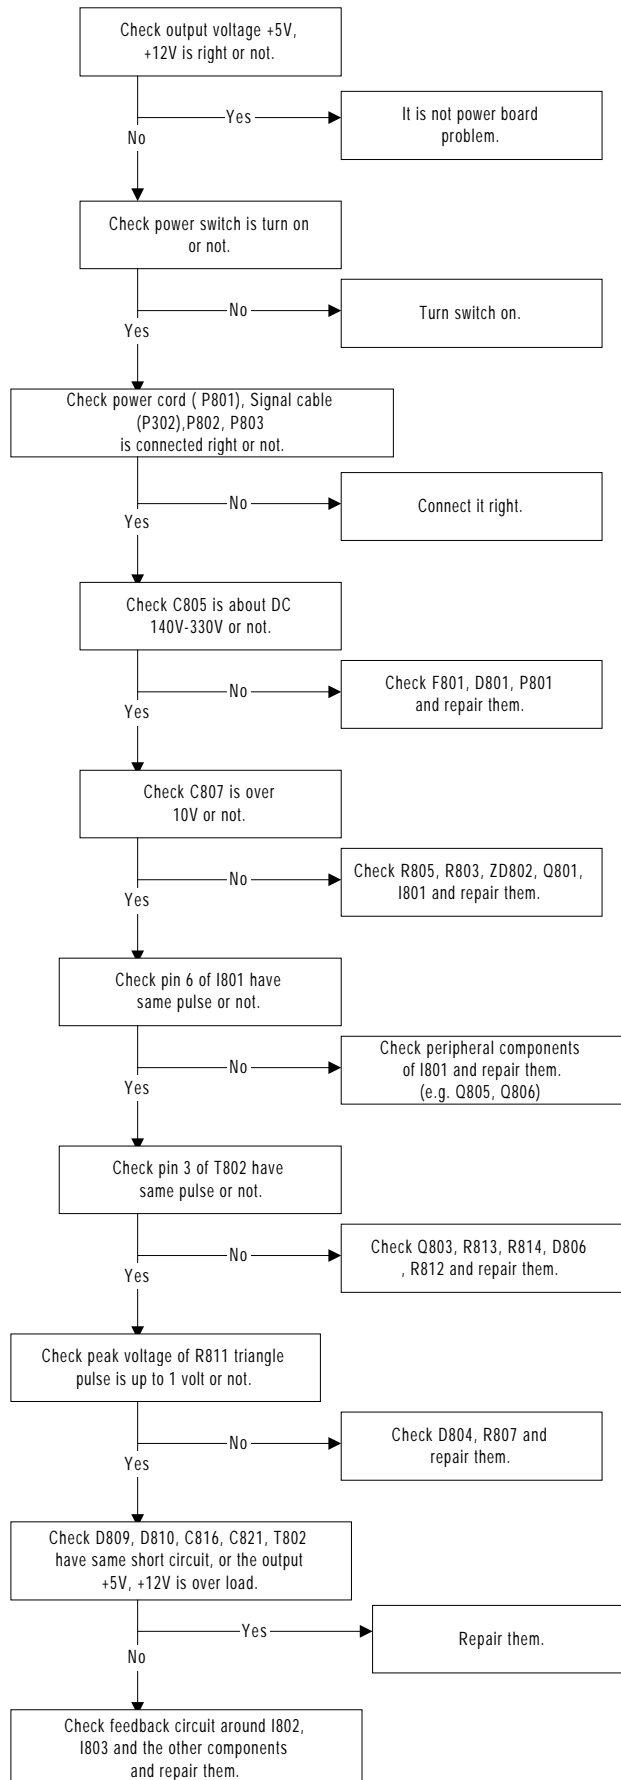 Check output voltage +5V,
+12V is right or not.
Yes
It is not power board
problem.
No
Check power switch is turn on
or not.
No
Turn switch on.
Yes
Check power cord ( P801), Signal cable
(P302),P802, P803
is connected right or not.
No
Connect it right.
Yes
Check C805 is about DC
140V-330V or not.
No
Check F801, D801, P801
and repair them.
Yes
Check C807 is over
10V or not.
No
Check R805, R803, ZD802, Q801,
I801 and repair them.
Yes
Check pin 6 of I801 have
same pulse or not.
No
Check peripheral components
of I801 and repair them.
(e.g. Q805, Q806)
Yes
Check pin 3 of T802 have
same pulse or not.
No
Check Q803, R813, R814, D806
, R812 and repair them.
Yes
Check peak voltage of R811 triangle
pulse is up to 1 volt or not.
No
Check D804, R807 and
repair them.
Yes
Check D809, D810, C816, C821, T802
have same short circuit, or the output
+5V, +12V is over load.
Yes
Repair them.
No
Check feedback circuit around I802,
I803 and the other components
and repair them.